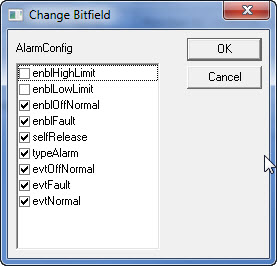 Change Bitfield
AlarmConfig
OK
enblHighLimit
Cancel
enblLowLimit
enblOffNormal
enblFault
selfRelease
typeAlarm
evtOffNormal
evtFault
evtNormal